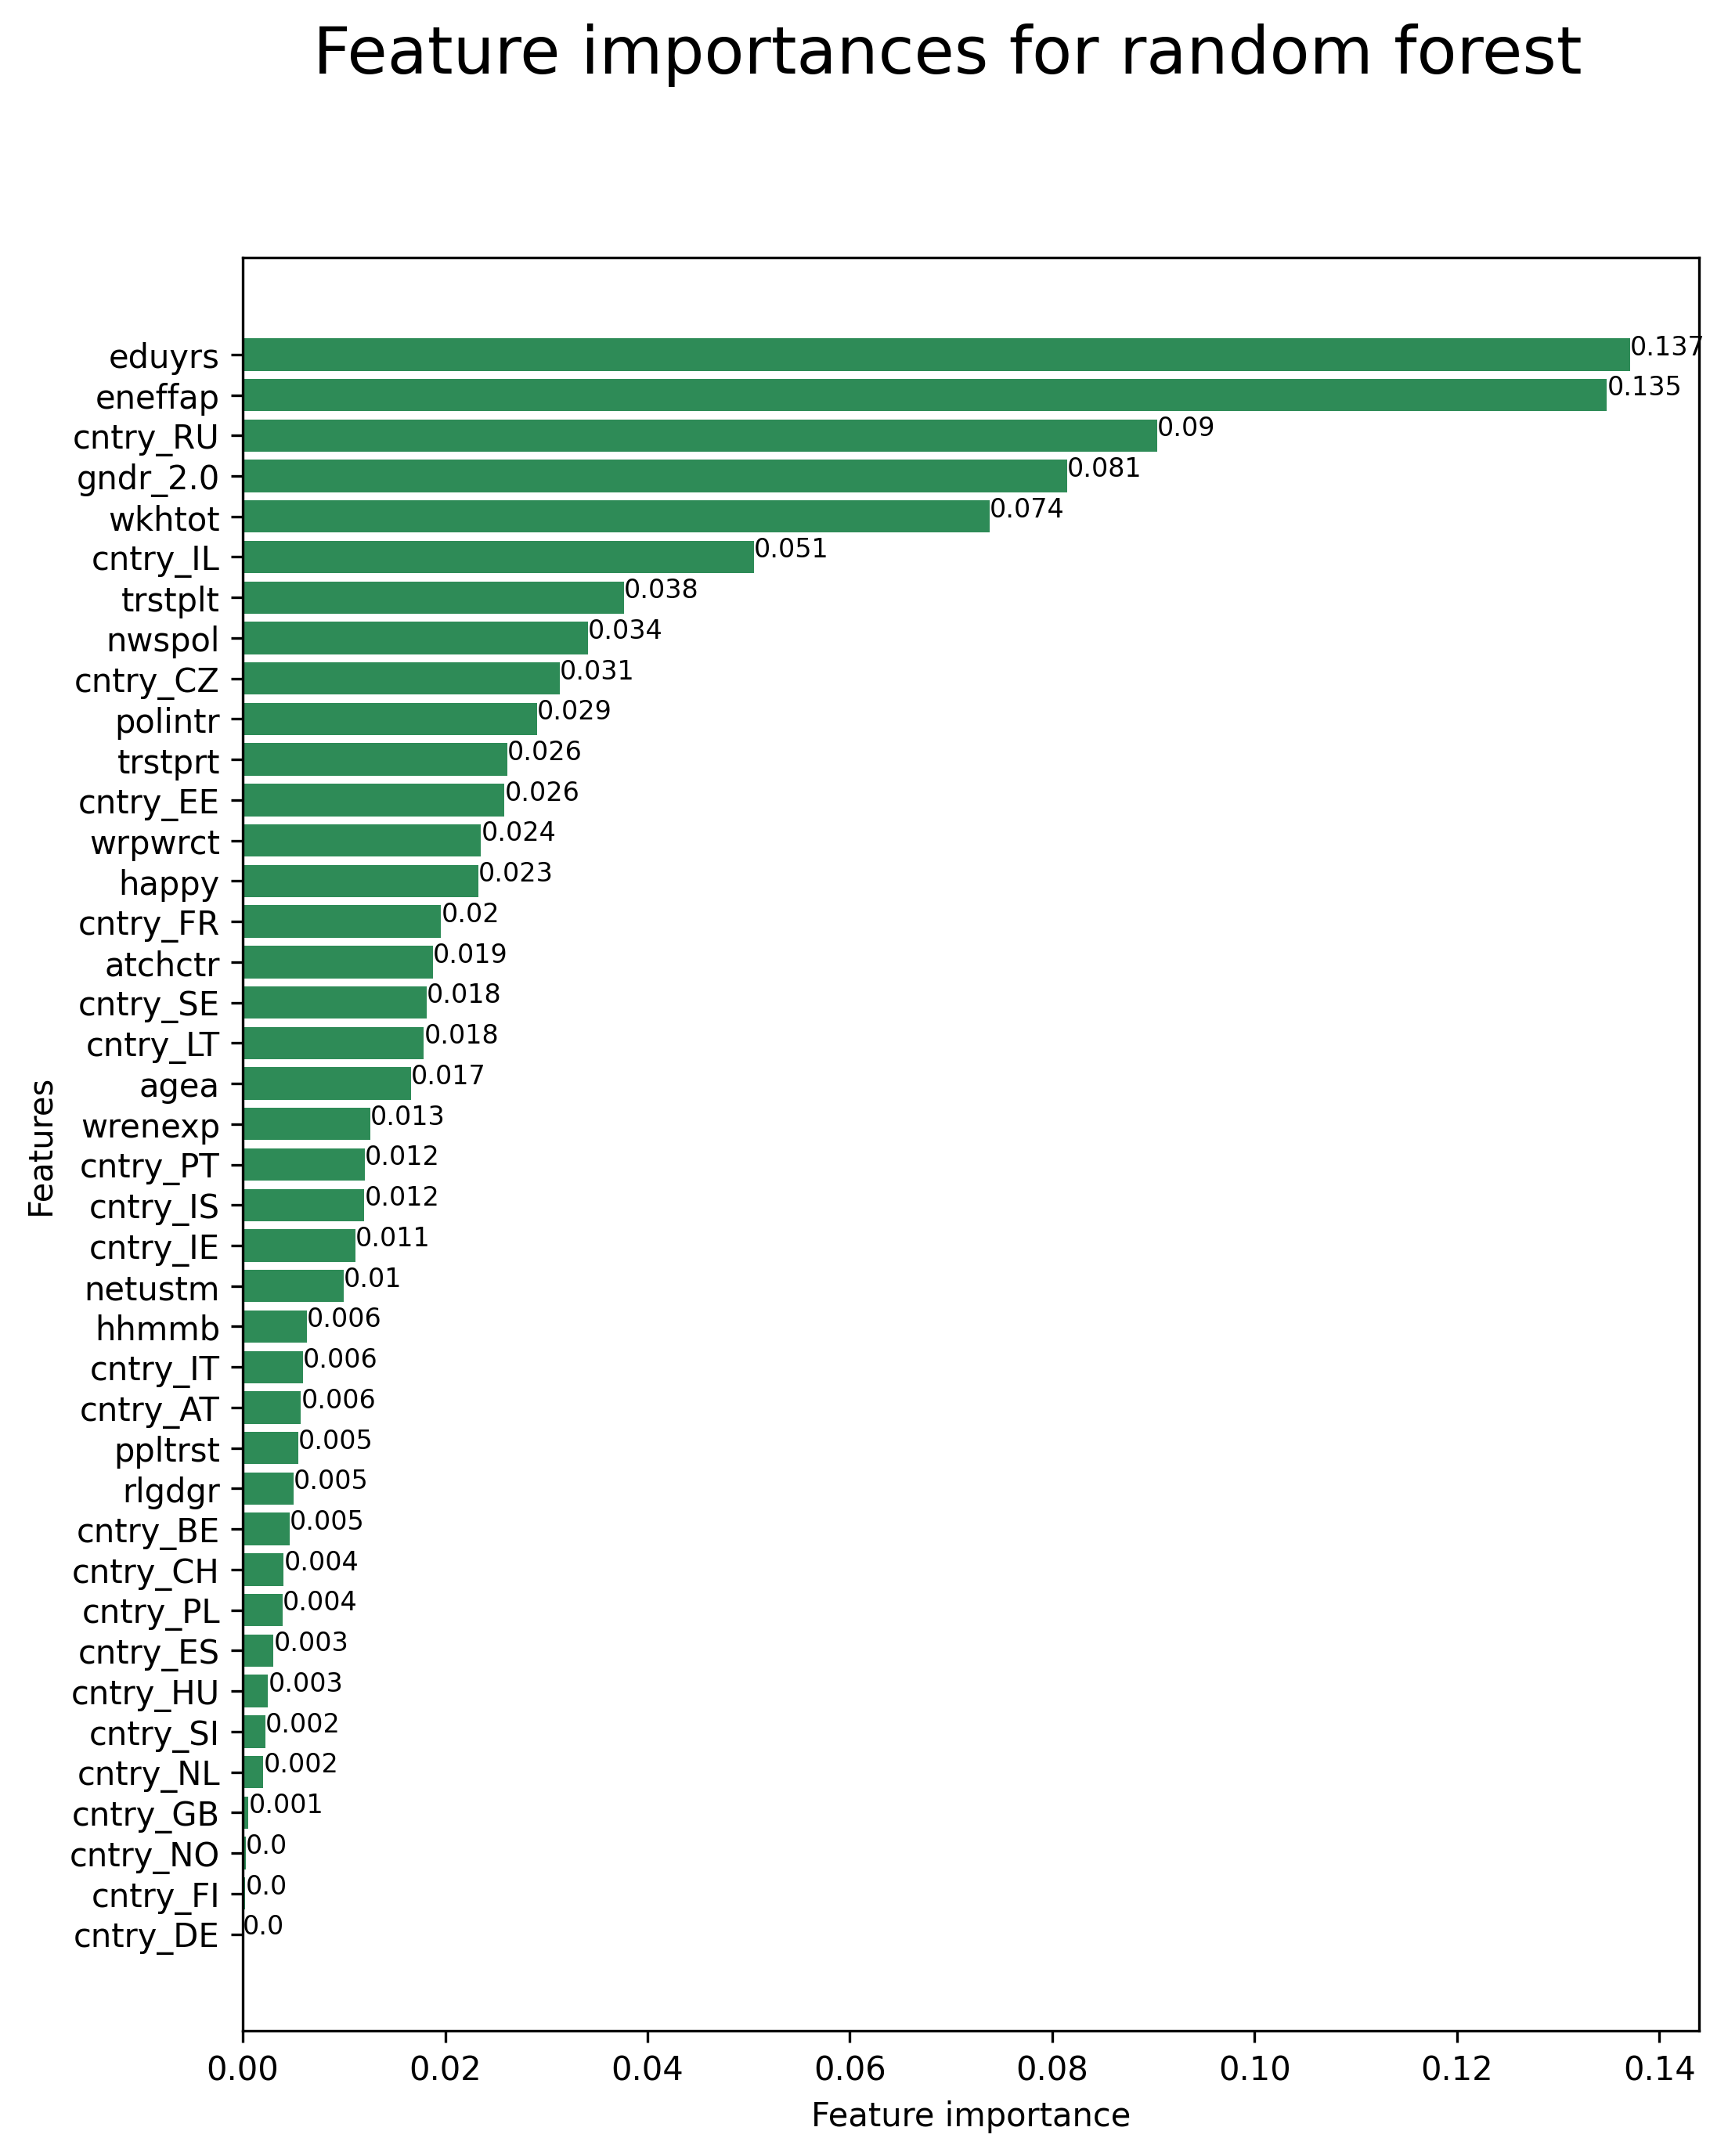 Feature importances for random forest
eduyrs 0.137
eneffap 0.135
cntry_RU 0.09
gndr_2.0 0.081
wkhtot 0.074
cntry_IL 0.051
trstplt 0.038
nwspol 0.034
cntry_CZ 0.031
polintr 0.029
trstprt 0.026
cntry_EE 0.026
wrpwrct 0.024
happy 0.023
cntry_FR 0.02
atchctr 0.019
cntry_SE 0.018
cntry_LT 0.018
agea 0.017
wrenexp 0.013
cntry_PT 0.012
cntry_IS 0.012
cntry_IE 0.011
netustm 0.01
hhmmb 0.006
cntry_IT 0.006
cntry_AT 0.006
ppltrst 0.005
rlgdgr 0.005
cntry_BE 0.005
cntry_CH 0.004
cntry_PL 0.004
cntry_ES 0.003
cntry_HU 0.003
cntry_SI 0.002
cntry_NL 0.002
cntry_GB 0.001
cntry_NO 0.0
cntry_FI 0.0
cntry_DE 0.0
Features
0.00 0.02 0.04 0.06 0.08 0.10 0.12 0.14
Feature importance